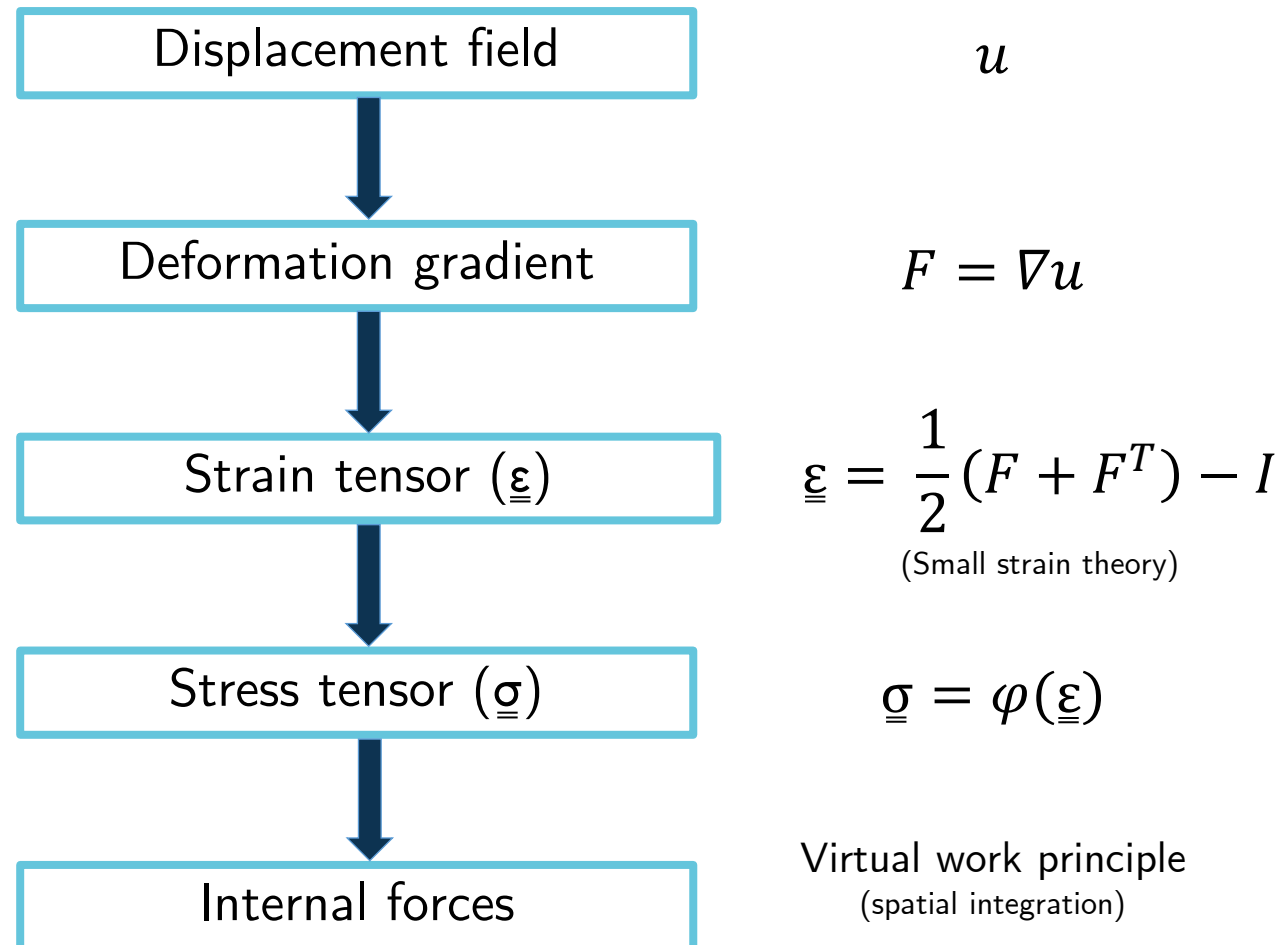 Displacement field
u
Deformation gradient
F = ∇u
Strain tensor (ε̳)
ε̳ = 1/2 (F + Fᵀ) − I
(Small strain theory)
Stress tensor (σ̳)
σ̳ = φ(ε̳)
Internal forces
Virtual work principle
(spatial integration)